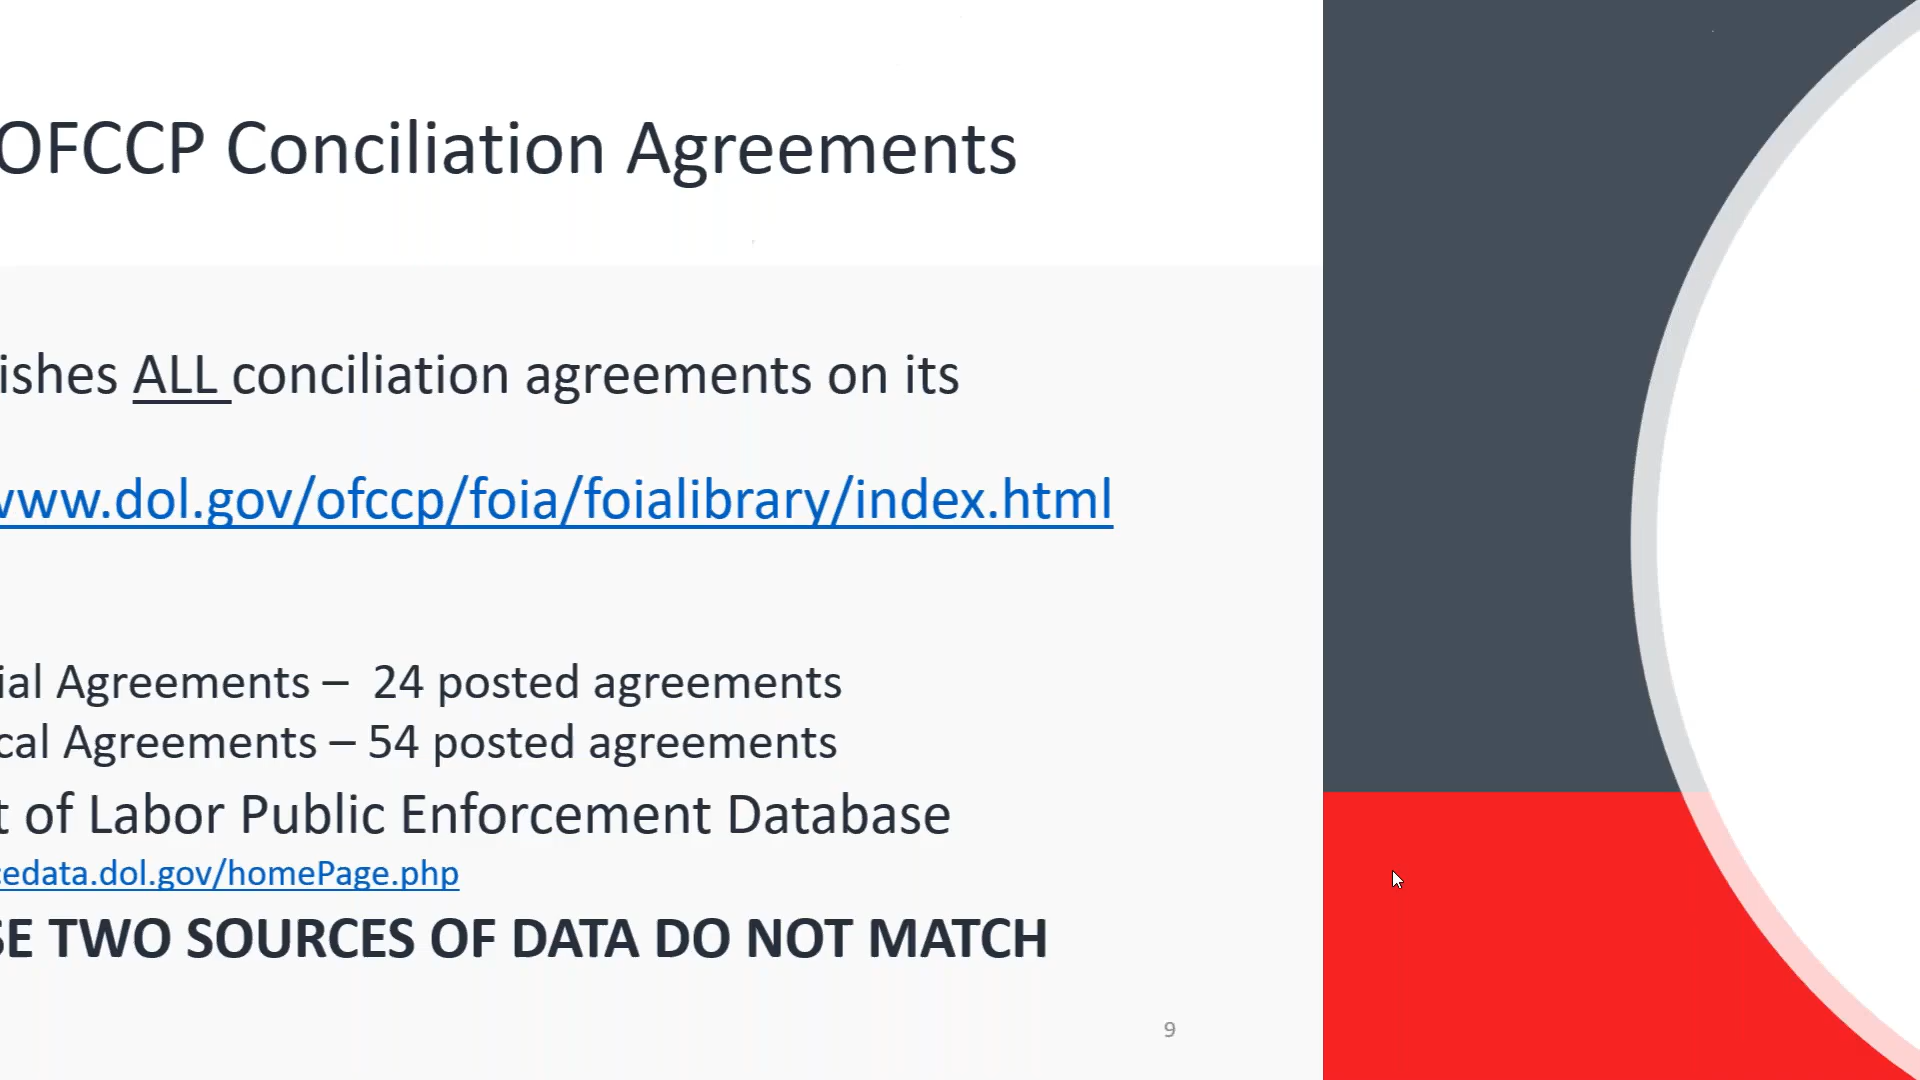 OFCCP Conciliation Agreements
ishes ALL conciliation agreements on its
www.dol.gov/ofccp/foia/foialibrary/index.html
ial Agreements – 24 posted agreements
cal Agreements – 54 posted agreements
t of Labor Public Enforcement Database
cedata.dol.gov/homePage.php
SE TWO SOURCES OF DATA DO NOT MATCH
9